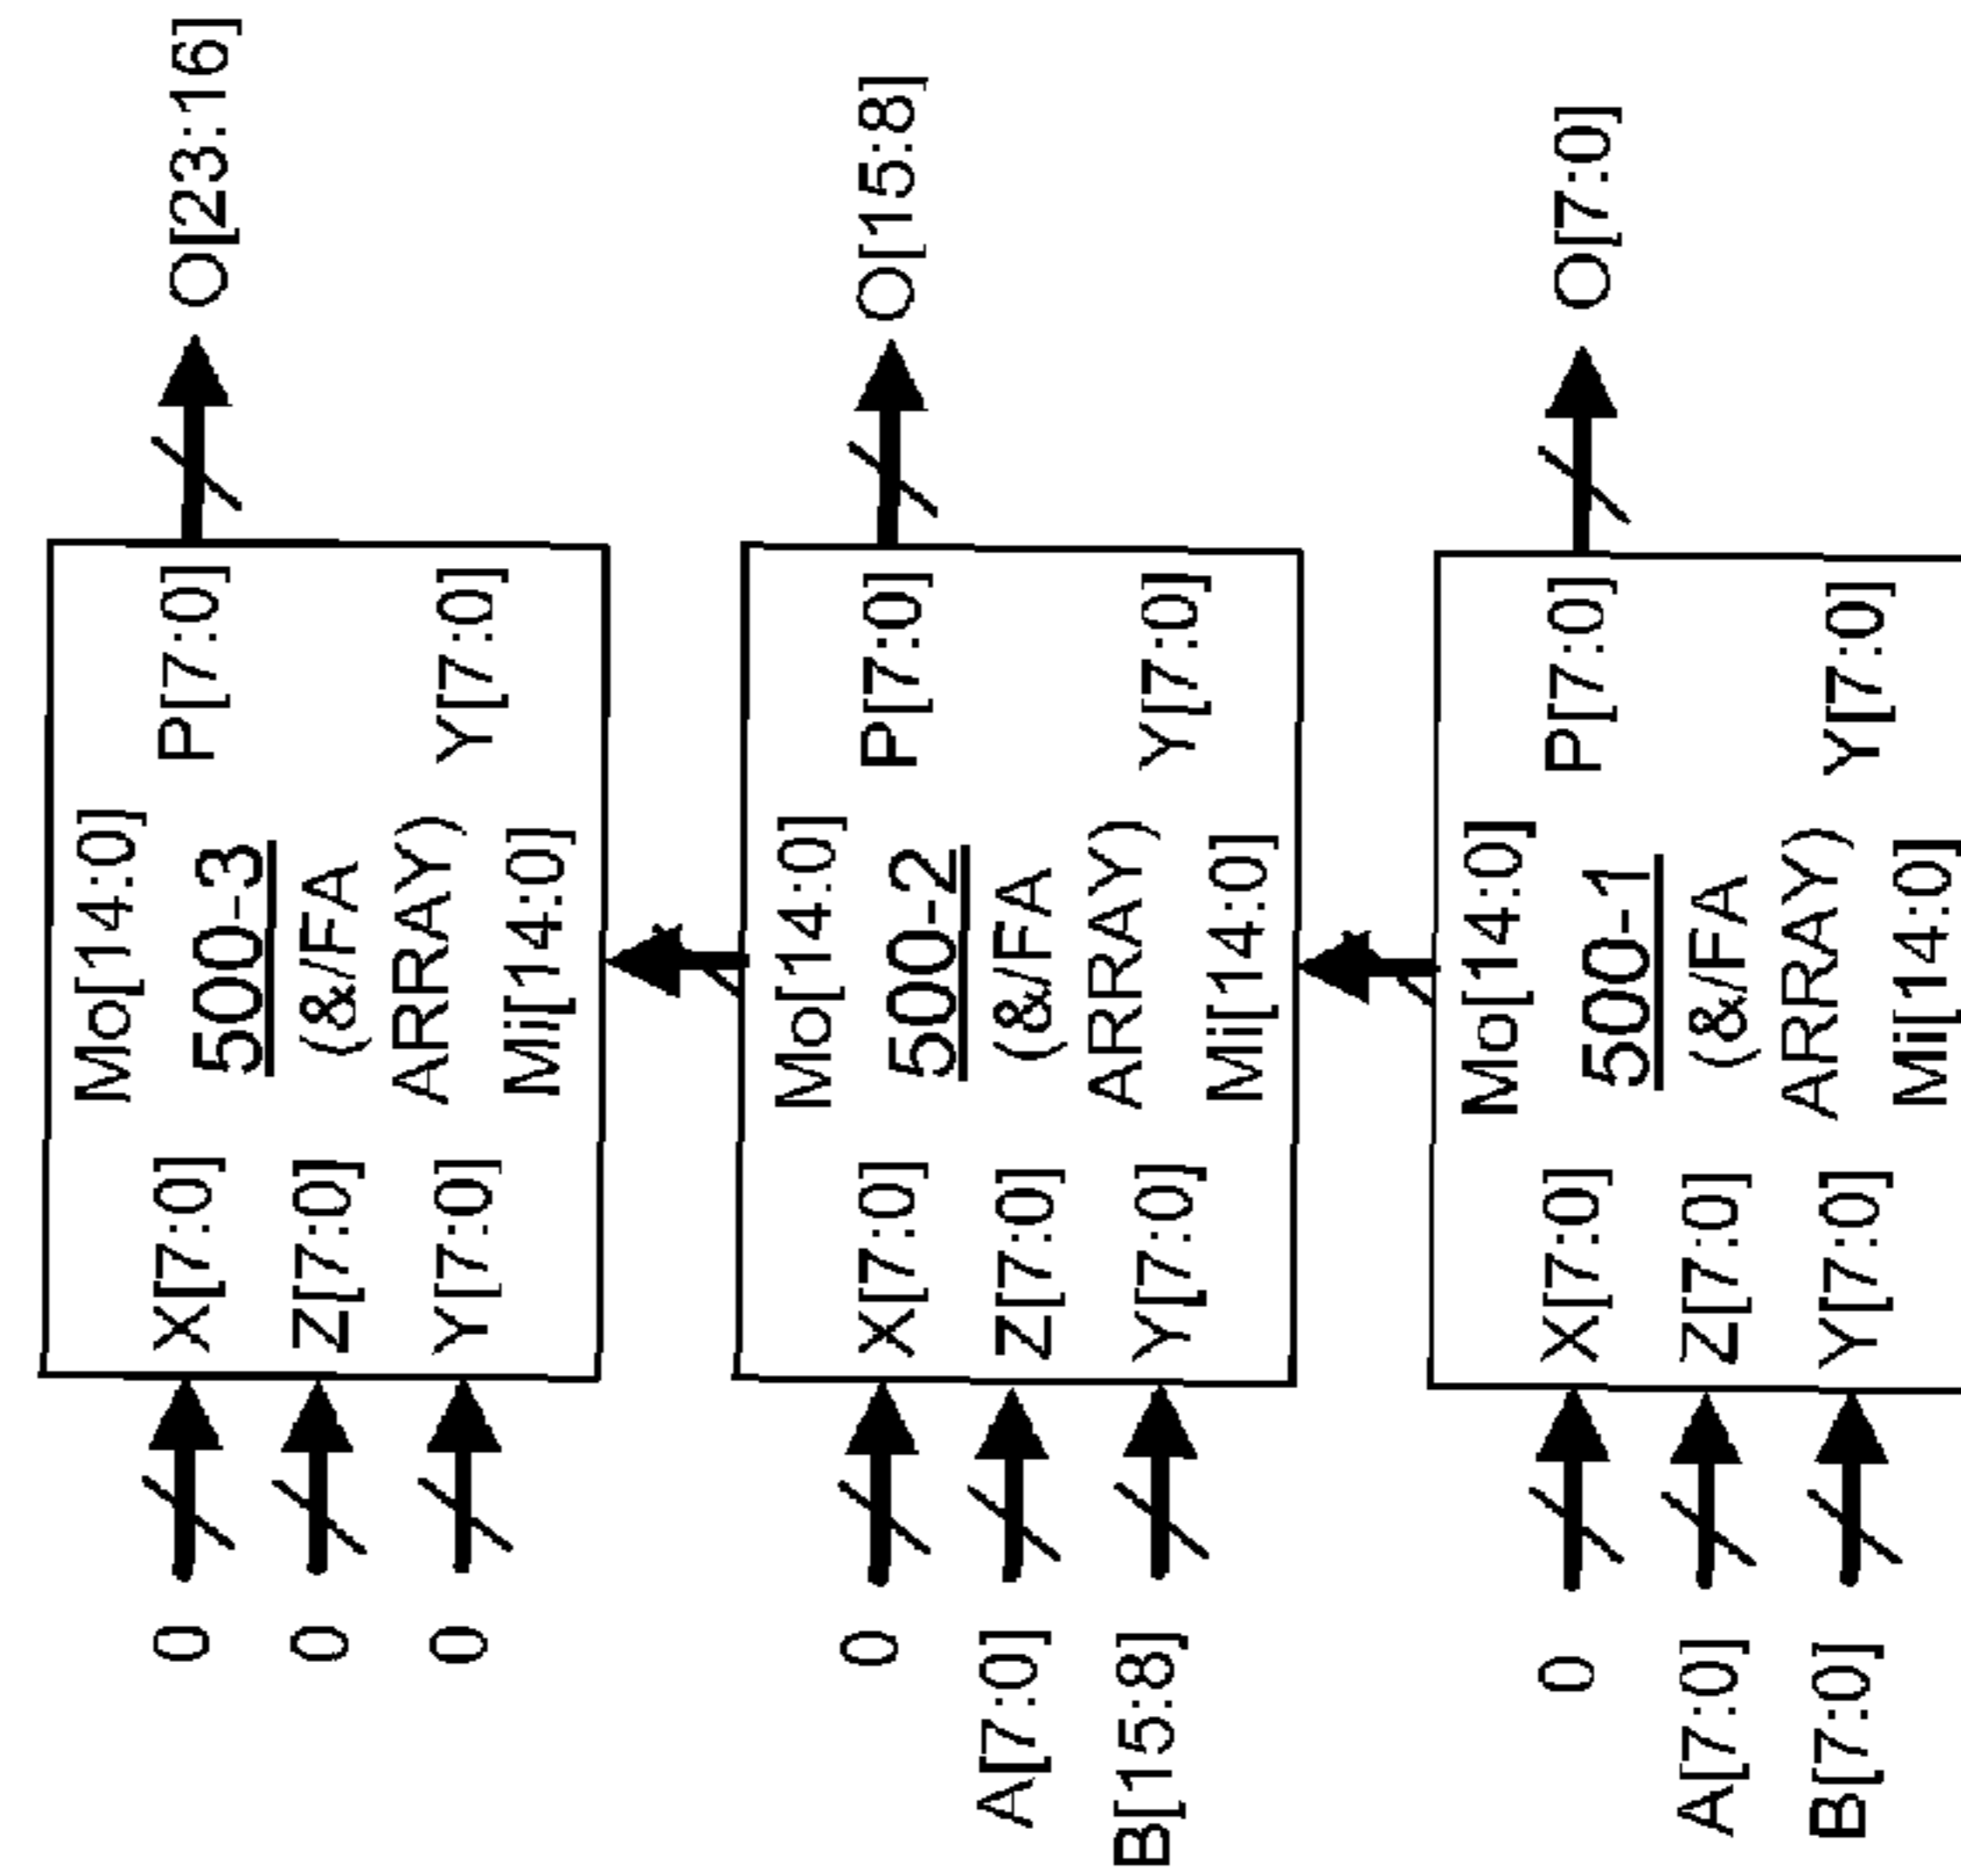 Mo[14:0]
0 X[7:0] 500-3 P[7:0] O[23:16]
0 Z[7:0] (&/FA
0 Y[7:0] ARRAY) Y[7:0]
Mi[14:0]
Mo[14:0]
0 X[7:0] 500-2 P[7:0] O[15:8]
A[7:0] Z[7:0] (&/FA
B[15:8] Y[7:0] ARRAY) Y[7:0]
Mi[14:0]
Mo[14:0]
0 X[7:0] 500-1 P[7:0] O[7:0]
A[7:0] Z[7:0] (&/FA
B[7:0] Y[7:0] ARRAY) Y[7:0]
Mi[14:0]